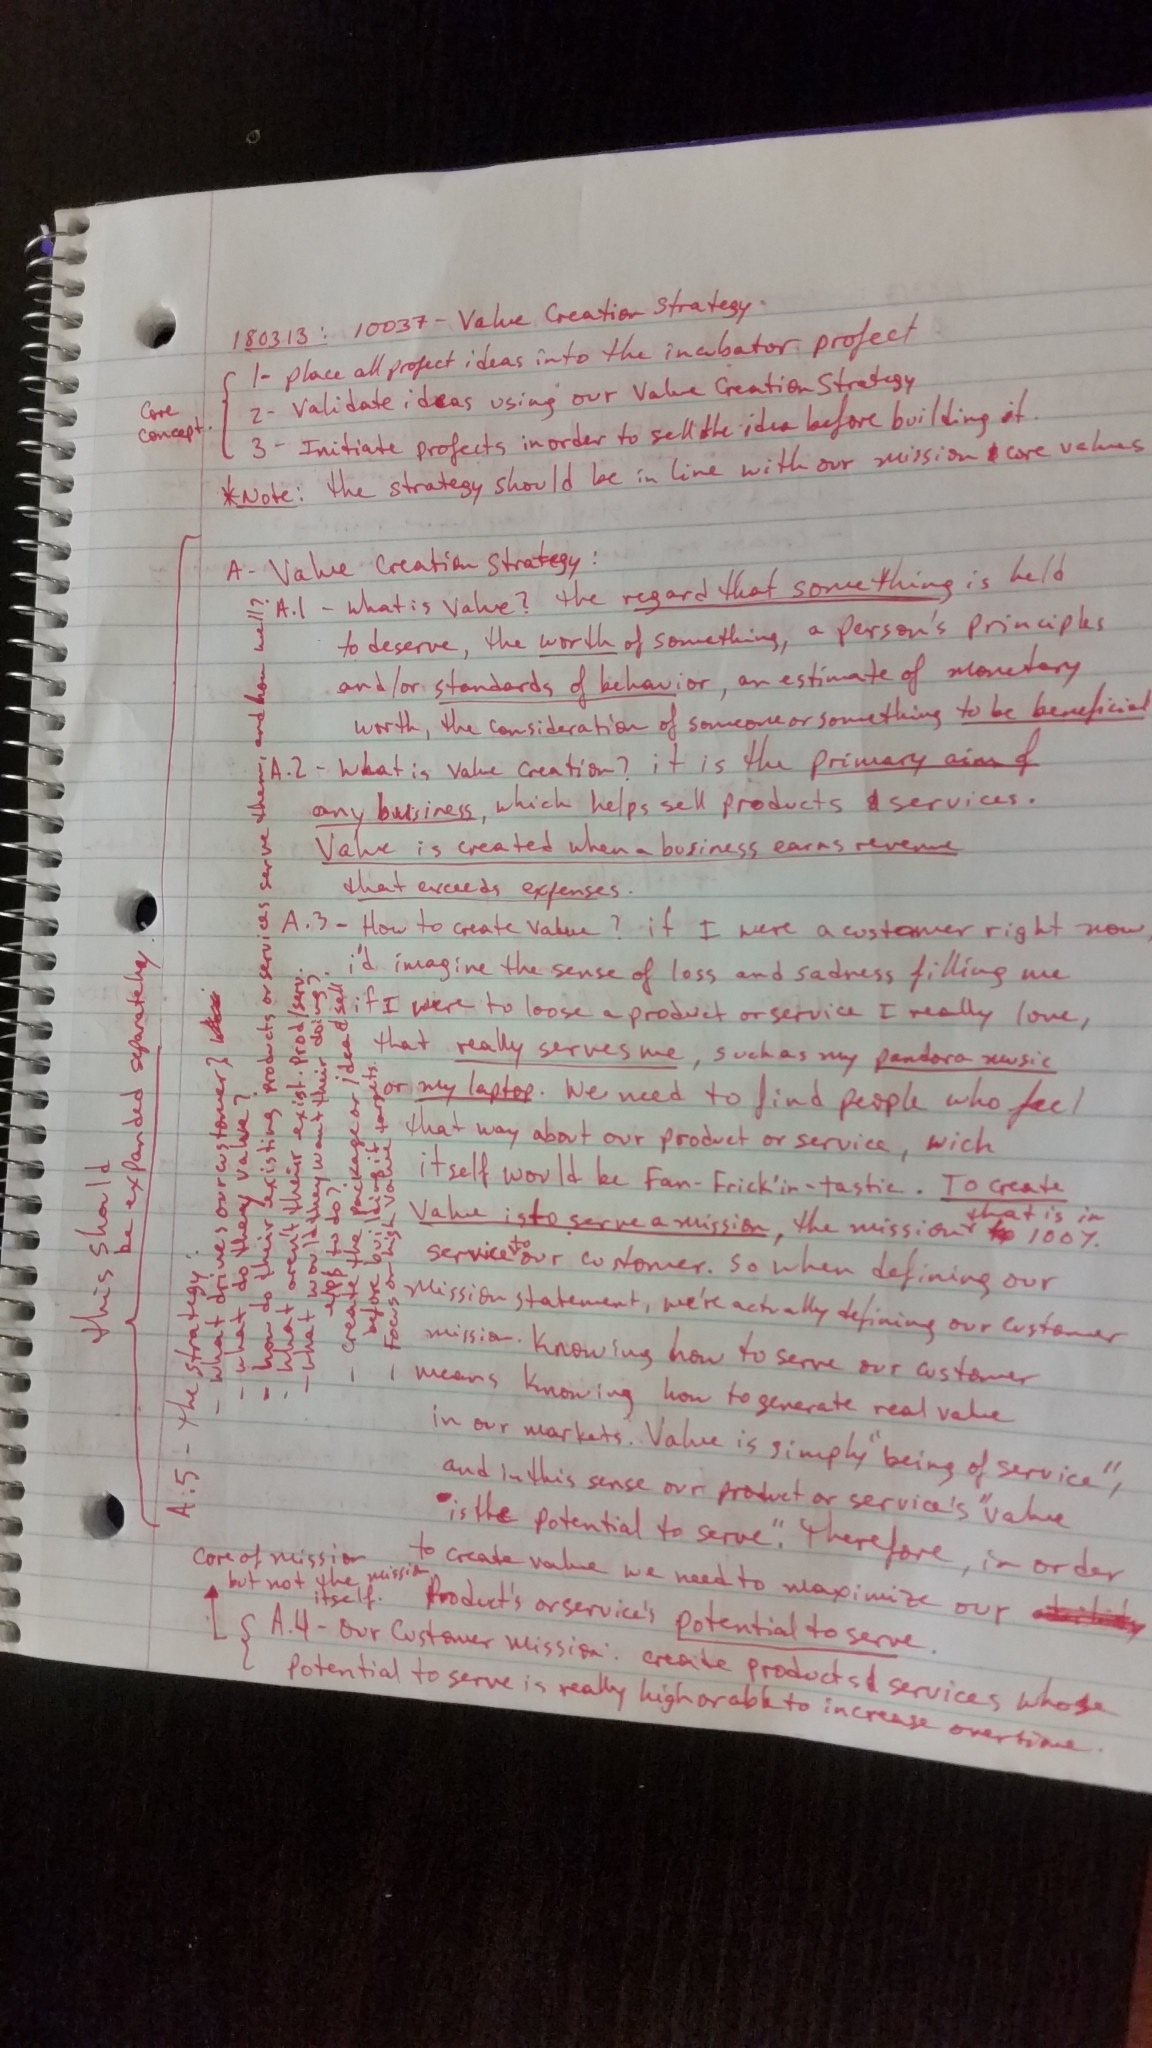 180313: 10037 - Value Creation Strategy.
Core
concept.
1- place all project ideas into the incubator project
2- Validate ideas using our Value Creation Strategy
3- Initiate projects in order to sell the idea before building it.
*Note: the strategy should be in line with our mission & core values
A- Value Creation Strategy:
A.1 - What is Value? the regard that something is held
to deserve, the worth of something, a person's principles
and/or standards of behavior, an estimate of monetary
worth, the consideration of someone or something to be beneficial
A.2 - What is Value Creation? it is the primary aim of
any business, which helps sell products & services.
Value is created when a business earns revenue
that exceeds expenses.
A.3 - How to create Value? if I were a customer right now,
i'd imagine the sense of loss and sadness filling me
if I were to loose a product or service I really love,
that really serves me, such as my pandora music
or my laptop. We need to find people who feel
that way about our product or service, wich
itself would be Fan-Frick'in-tastic. To create
Value is to serve a mission, the mission that is in 100%
service to our customer. So when defining our
Mission statement, we're actually defining our customer
mission. Knowing how to serve our customer
means knowing how to generate real value
in our markets. Value is simply "being of service",
and in this sense our product or service's "value
is the potential to serve". Therefore, in order
to create value we need to maximize our
Product's or service's potential to serve.
Core of mission
but not the mission
itself.
A.4 - Our Customer Mission: create products & services whose
potential to serve is really high or able to increase overtime.
This should
be expanded separately.
A.5 - The strategy:
- what drives our customer?
- what do they value?
- how do their existing products or services serve them, and how well?
- What aren't their exist. prod/serv.
- what would they want their doing?
to do?
- create the package or idea & sell
before building it
- Focus on high value targets.